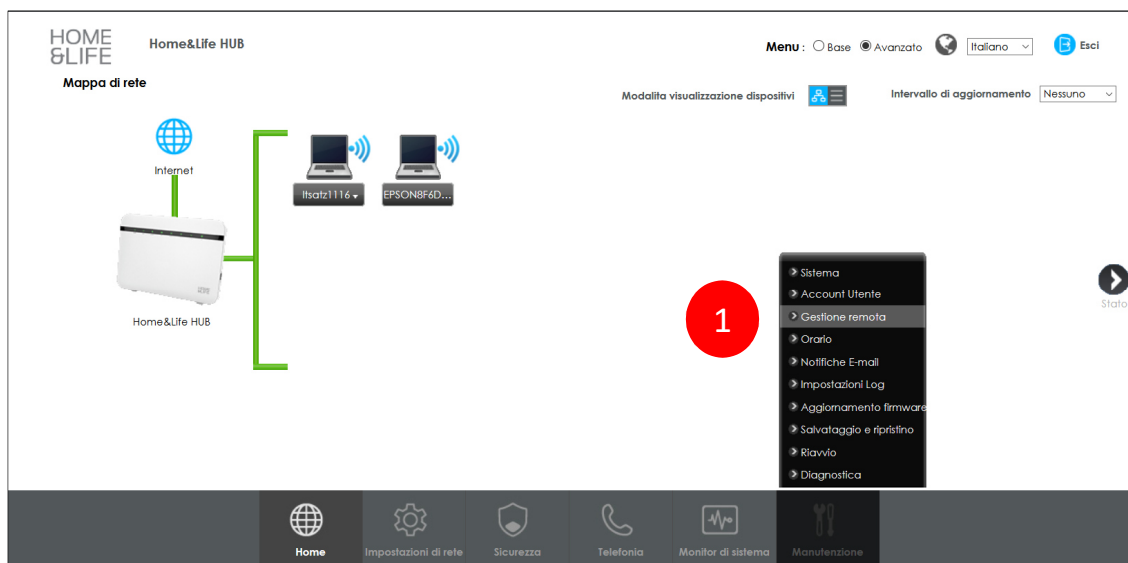 HOME
&LIFE
Home&Life HUB
Menu : Base Avanzato Italiano Esci
Mappa di rete
Modalita visualizzazione dispositivi
Intervallo di aggiornamento Nessuno
Internet
Itsatz1116
EPSON8F6D...
Home&Life HUB
1
Sistema
Account Utente
Gestione remota
Orario
Notifiche E-mail
Impostazioni Log
Aggiornamento firmware
Salvataggio e ripristino
Riavvio
Diagnostica
Stato
Home
Impostazioni di rete
Sicurezza
Telefonia
Monitor di sistema
Manutenzione